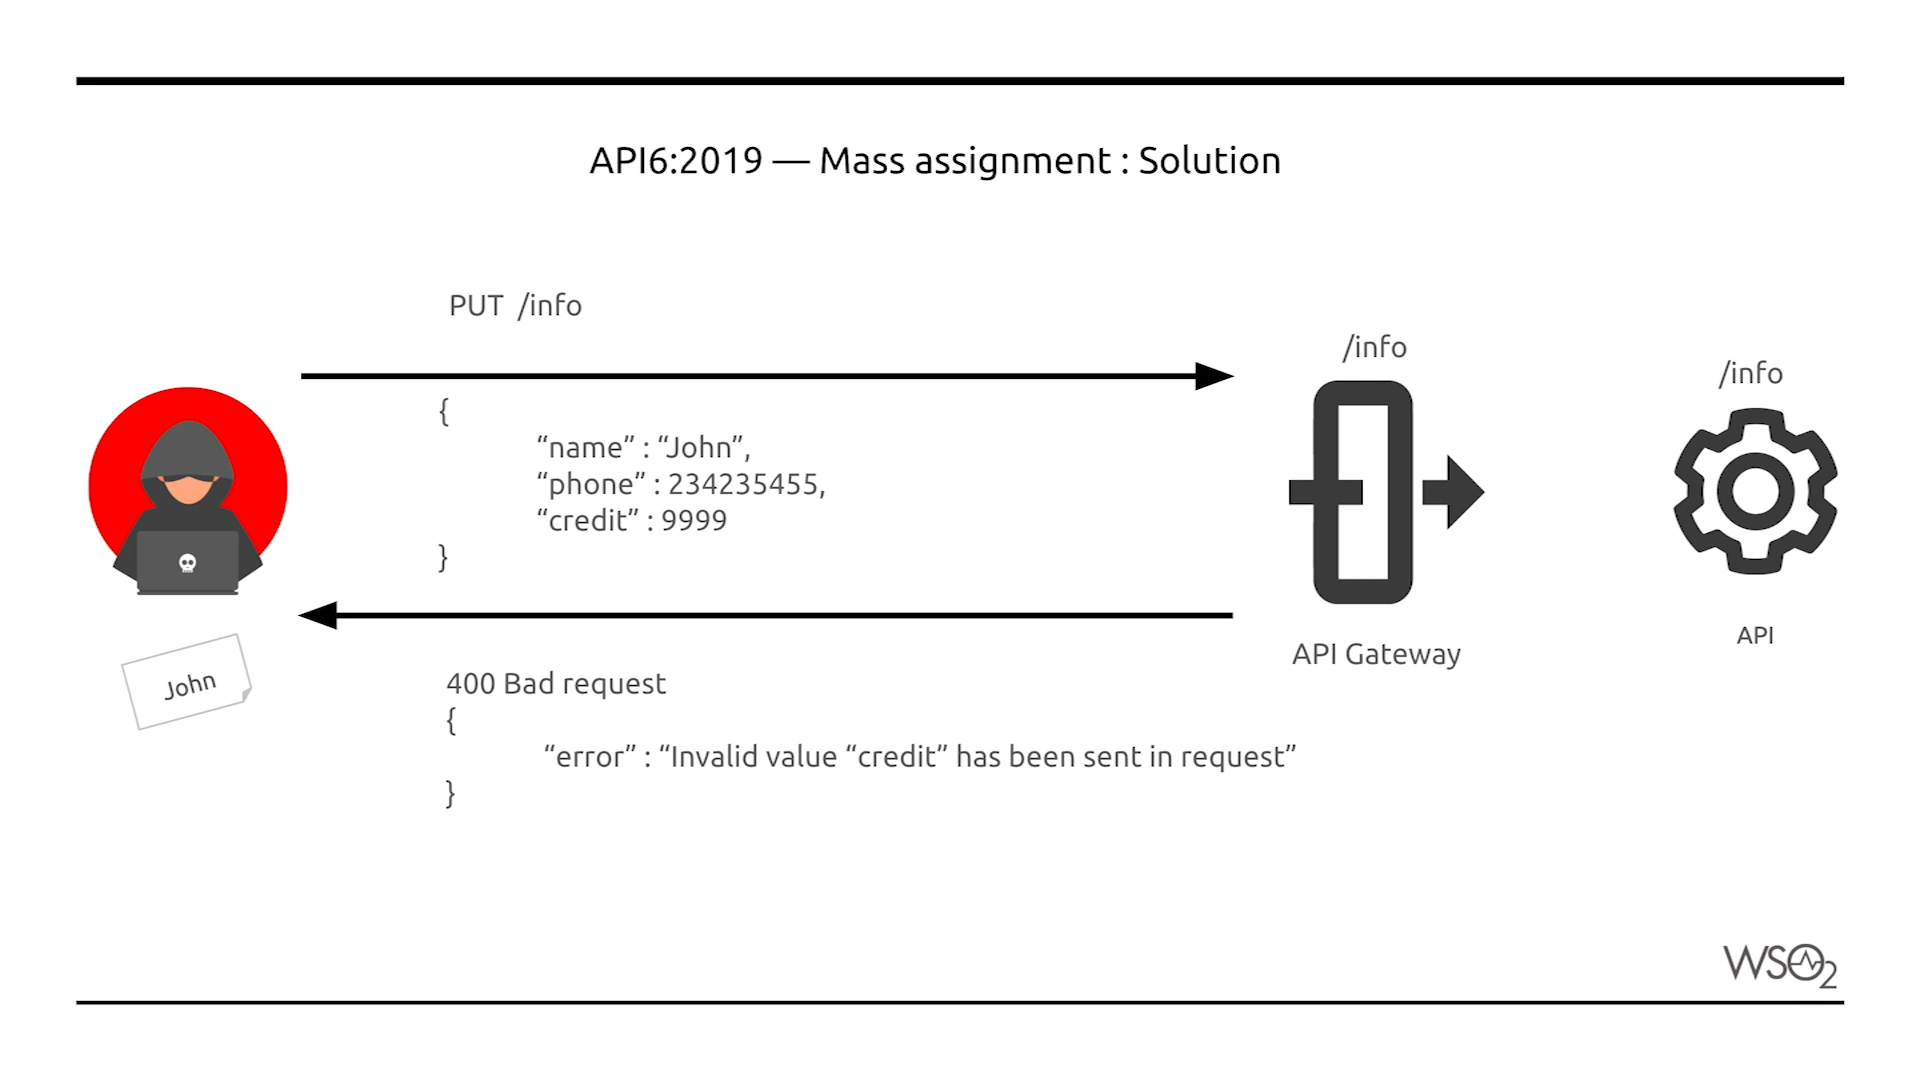 API6:2019 — Mass assignment : Solution
PUT /info
/info
/info
{
“name” : “John”,
“phone” : 234235455,
“credit” : 9999
}
API
API Gateway
John
400 Bad request
{
“error” : “Invalid value “credit” has been sent in request”
}
WSO2